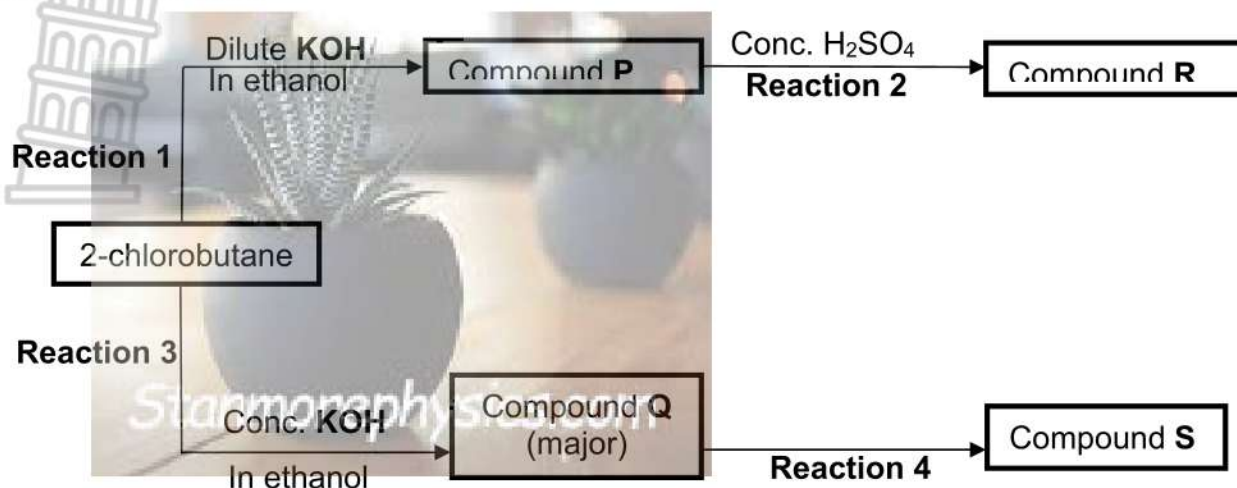 Dilute KOH
In ethanol
Compound P
Conc. H₂SO₄
Reaction 2
Compound R
Reaction 1
2-chlorobutane
Reaction 3
Stanmorephysics.com
Conc. KOH
In ethanol
Compound Q
(major)
Reaction 4
Compound S